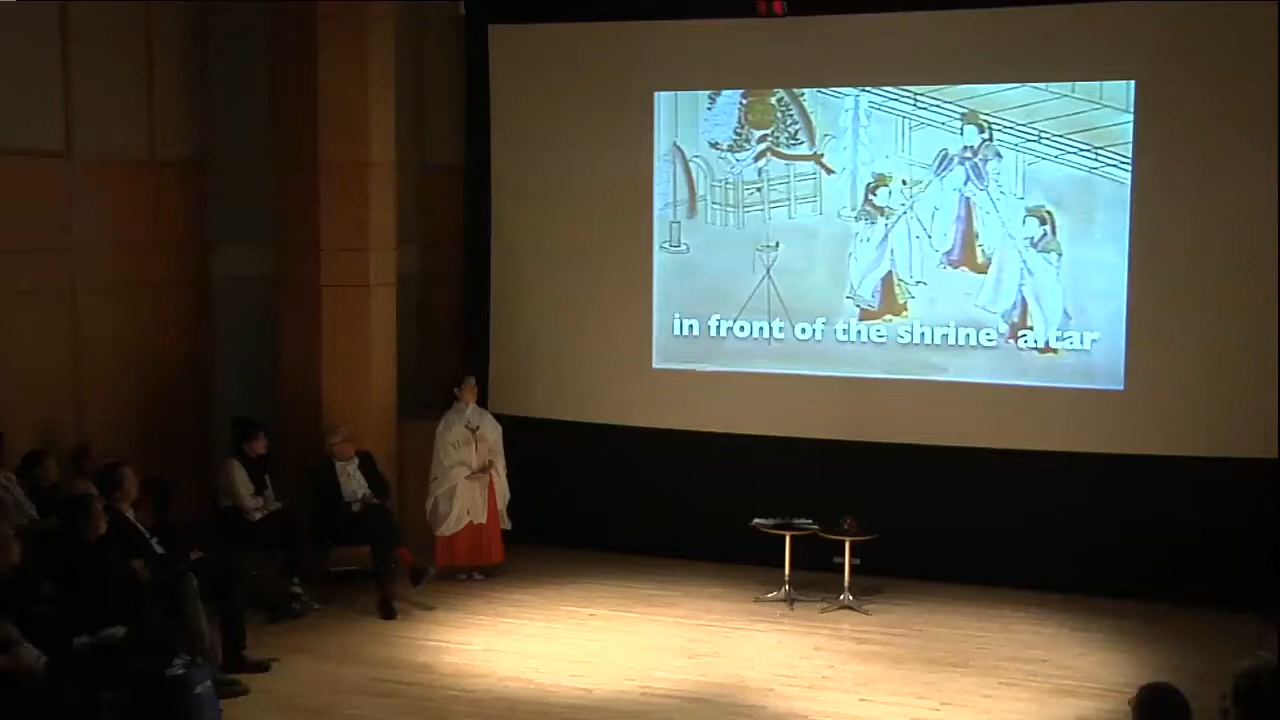 in front of the shrine' altar